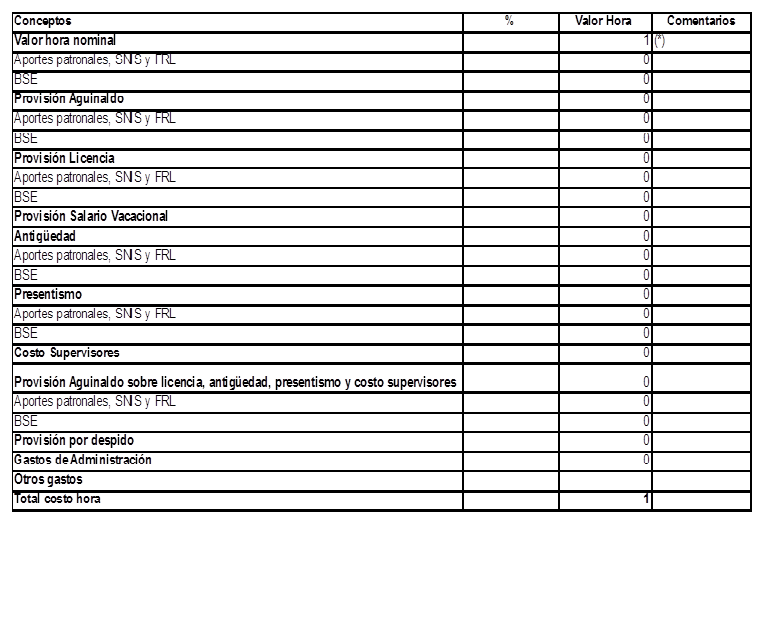 Conceptos % Valor Hora Comentarios
Valor hora nominal 1 (*)
Aportes patronales, SNIS y FRL 0
BSE 0
Provisión Aguinaldo 0
Aportes patronales, SNIS y FRL 0
BSE 0
Provisión Licencia 0
Aportes patronales, SNIS y FRL 0
BSE 0
Provisión Salario Vacacional 0
Antigüedad 0
Aportes patronales, SNIS y FRL 0
BSE 0
Presentismo 0
Aportes patronales, SNIS y FRL 0
BSE 0
Costo Supervisores 0
Provisión Aguinaldo sobre licencia, antigüedad, presentismo y costo supervisores 0
Aportes patronales, SNIS y FRL 0
BSE 0
Provisión por despido 0
Gastos de Administración 0
Otros gastos
Total costo hora 1